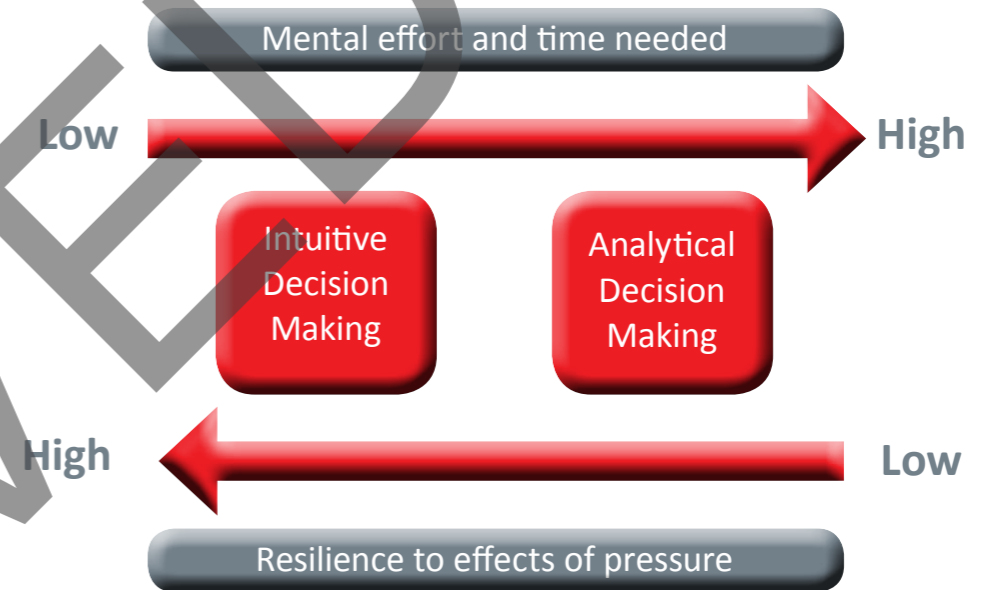 Mental effort and time needed
Low
High
Intuitive
Decision
Making
Analytical
Decision
Making
High
Low
Resilience to effects of pressure